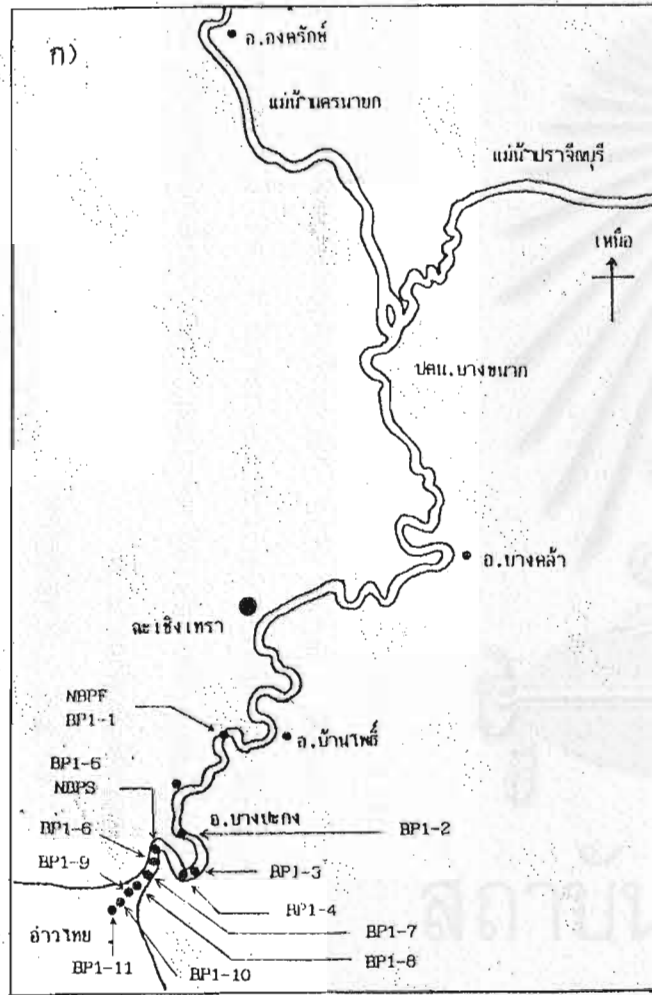 ก)
อ.องครักษ์
แม่น้ำนครนายก
แม่น้ำปราจีนบุรี
เหนือ
ปตน.บางขนาก
อ.บางคล้า
ฉะเชิงเทรา
NBPF
BP1-1
อ.บ้านโพธิ์
BP1-5
NBPS
อ.บางปะกง
BP1-2
BP1-6
BP1-9
BP1-3
BP1-4
BP1-7
อ่าวไทย
BP1-8
BP1-11
BP1-10
สถาบัน